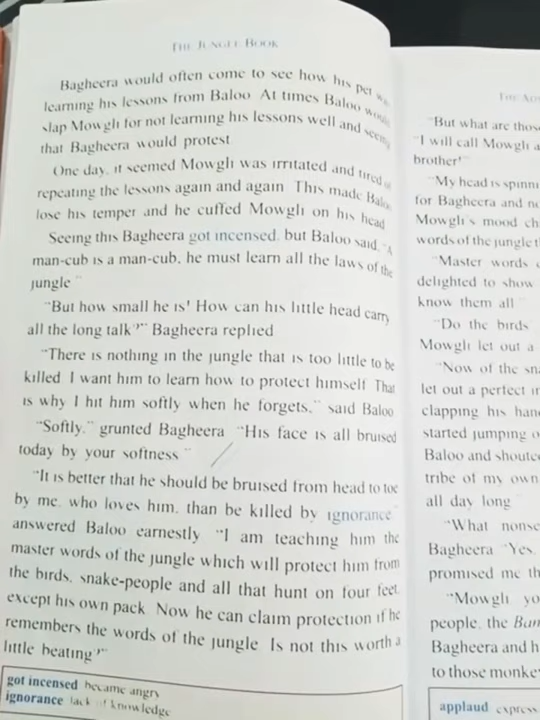 THE JUNGLE BOOK
Bagheera would often come to see how his pet was
learning his lessons from Baloo. At times Baloo would
slap Mowgli for not learning his lessons well and seeing
that Bagheera would protest.
One day, it seemed Mowgli was irritated and tired of
repeating the lessons again and again. This made Baloo
lose his temper and he cuffed Mowgli on his head.
Seeing this Bagheera got incensed, but Baloo said, "A
man-cub is a man-cub, he must learn all the laws of the
jungle."
"But how small he is! How can his little head carry
all the long talk?" Bagheera replied.
"There is nothing in the jungle that is too little to be
killed. I want him to learn how to protect himself. That
is why I hit him softly when he forgets," said Baloo.
"Softly," grunted Bagheera. "His face is all bruised
today by your softness."
"It is better that he should be bruised from head to toe
by me, who loves him, than be killed by ignorance,"
answered Baloo earnestly. "I am teaching him the
master words of the jungle which will protect him from
the birds, snake-people and all that hunt on four feet,
except his own pack. Now he can claim protection if he
remembers the words of the jungle. Is not this worth a
little beating?"
got incensed became angry
ignorance lack of knowledge
THE
"But what are
"I will call Mowgli
brother!"
"My head is
for Bagheera and
Mowgli's mood
words of the jungle
"Master words
delighted to show
know them all."
"Do the birds
Mowgli let out a
"Now of the
let out a perfect
clapping his
started jumping
Baloo and
tribe of my own
all day long."
"What
Bagheera. "Yes,
promised me
"Mowgli
people, the
Bagheera and
to those
applaud